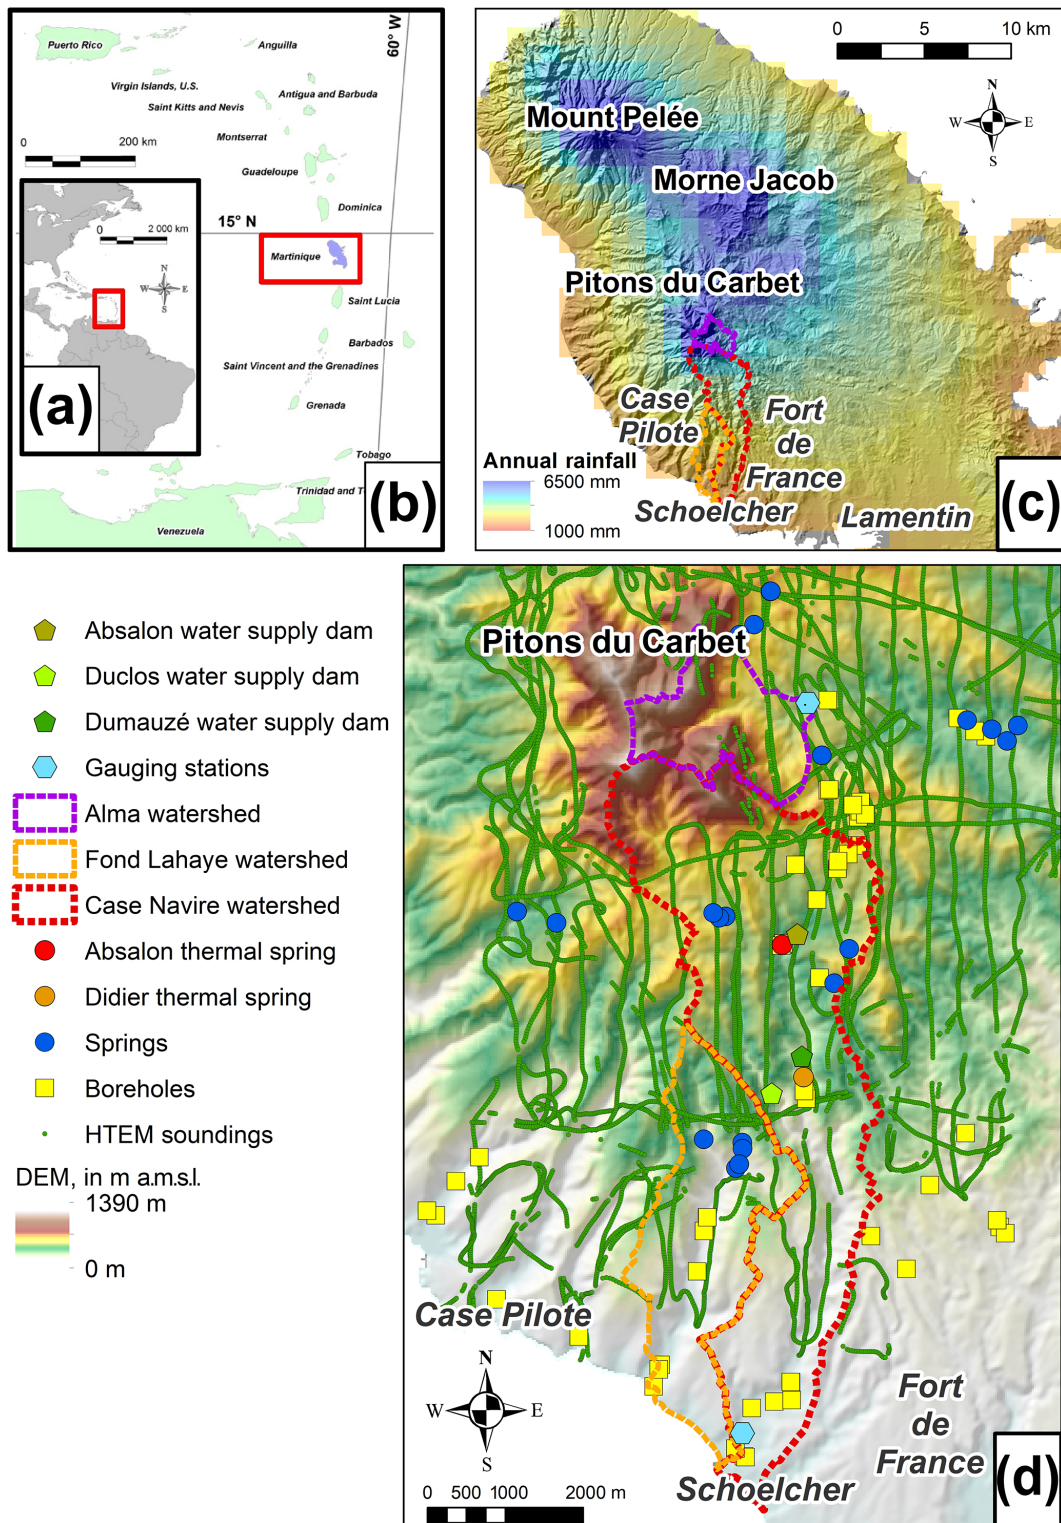 Puerto Rico
Anguilla
60° W
Virgin Islands, U.S.
Antigua and Barbuda
Saint Kitts and Nevis
Montserrat
0 200 km
Guadeloupe
Dominica
15° N
0 2 000 km
Martinique
N
W E
S
Saint Lucia
Barbados
Saint Vincent and the Grenadines
(a)
Grenada
Tobago
Trinidad and T
Venezuela
(b)
0 5 10 km
N
W E
S
Mount Pelée
Morne Jacob
Pitons du Carbet
Case
Pilote
Fort
de
France
Annual rainfall
6500 mm
1000 mm
Schoelcher
Lamentin
(c)
Absalon water supply dam
Duclos water supply dam
Dumauzé water supply dam
Gauging stations
Alma watershed
Fond Lahaye watershed
Case Navire watershed
Absalon thermal spring
Didier thermal spring
Springs
Boreholes
HTEM soundings
DEM, in m a.m.s.l.
1390 m
0 m
Pitons du Carbet
Case Pilote
N
W E
S
Fort
de
France
Schoelcher
0 500 1000 2000 m
(d)